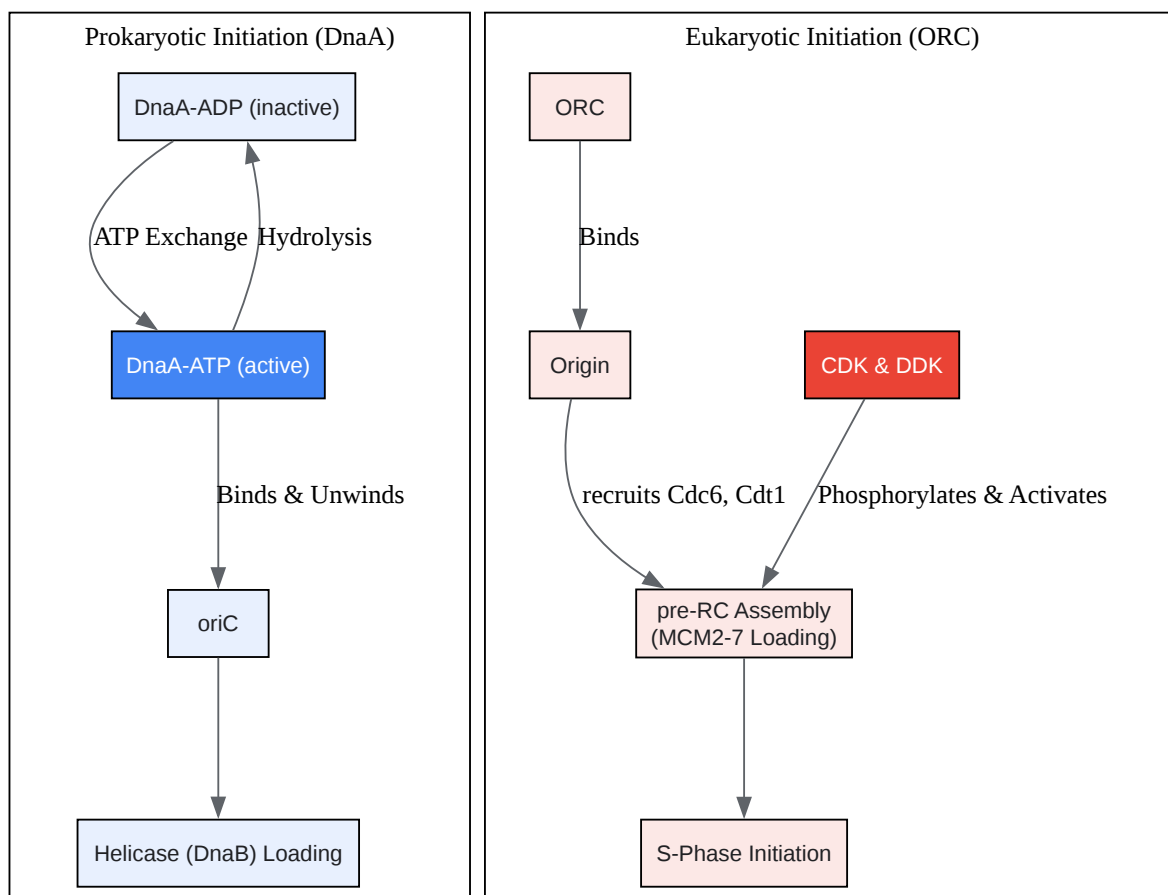 Prokaryotic Initiation (DnaA)
DnaA-ADP (inactive)
ATP Exchange
Hydrolysis
DnaA-ATP (active)
Binds & Unwinds
oriC
Helicase (DnaB) Loading
Eukaryotic Initiation (ORC)
ORC
Binds
Origin
CDK & DDK
recruits Cdc6, Cdt1
Phosphorylates & Activates
pre-RC Assembly
(MCM2-7 Loading)
S-Phase Initiation